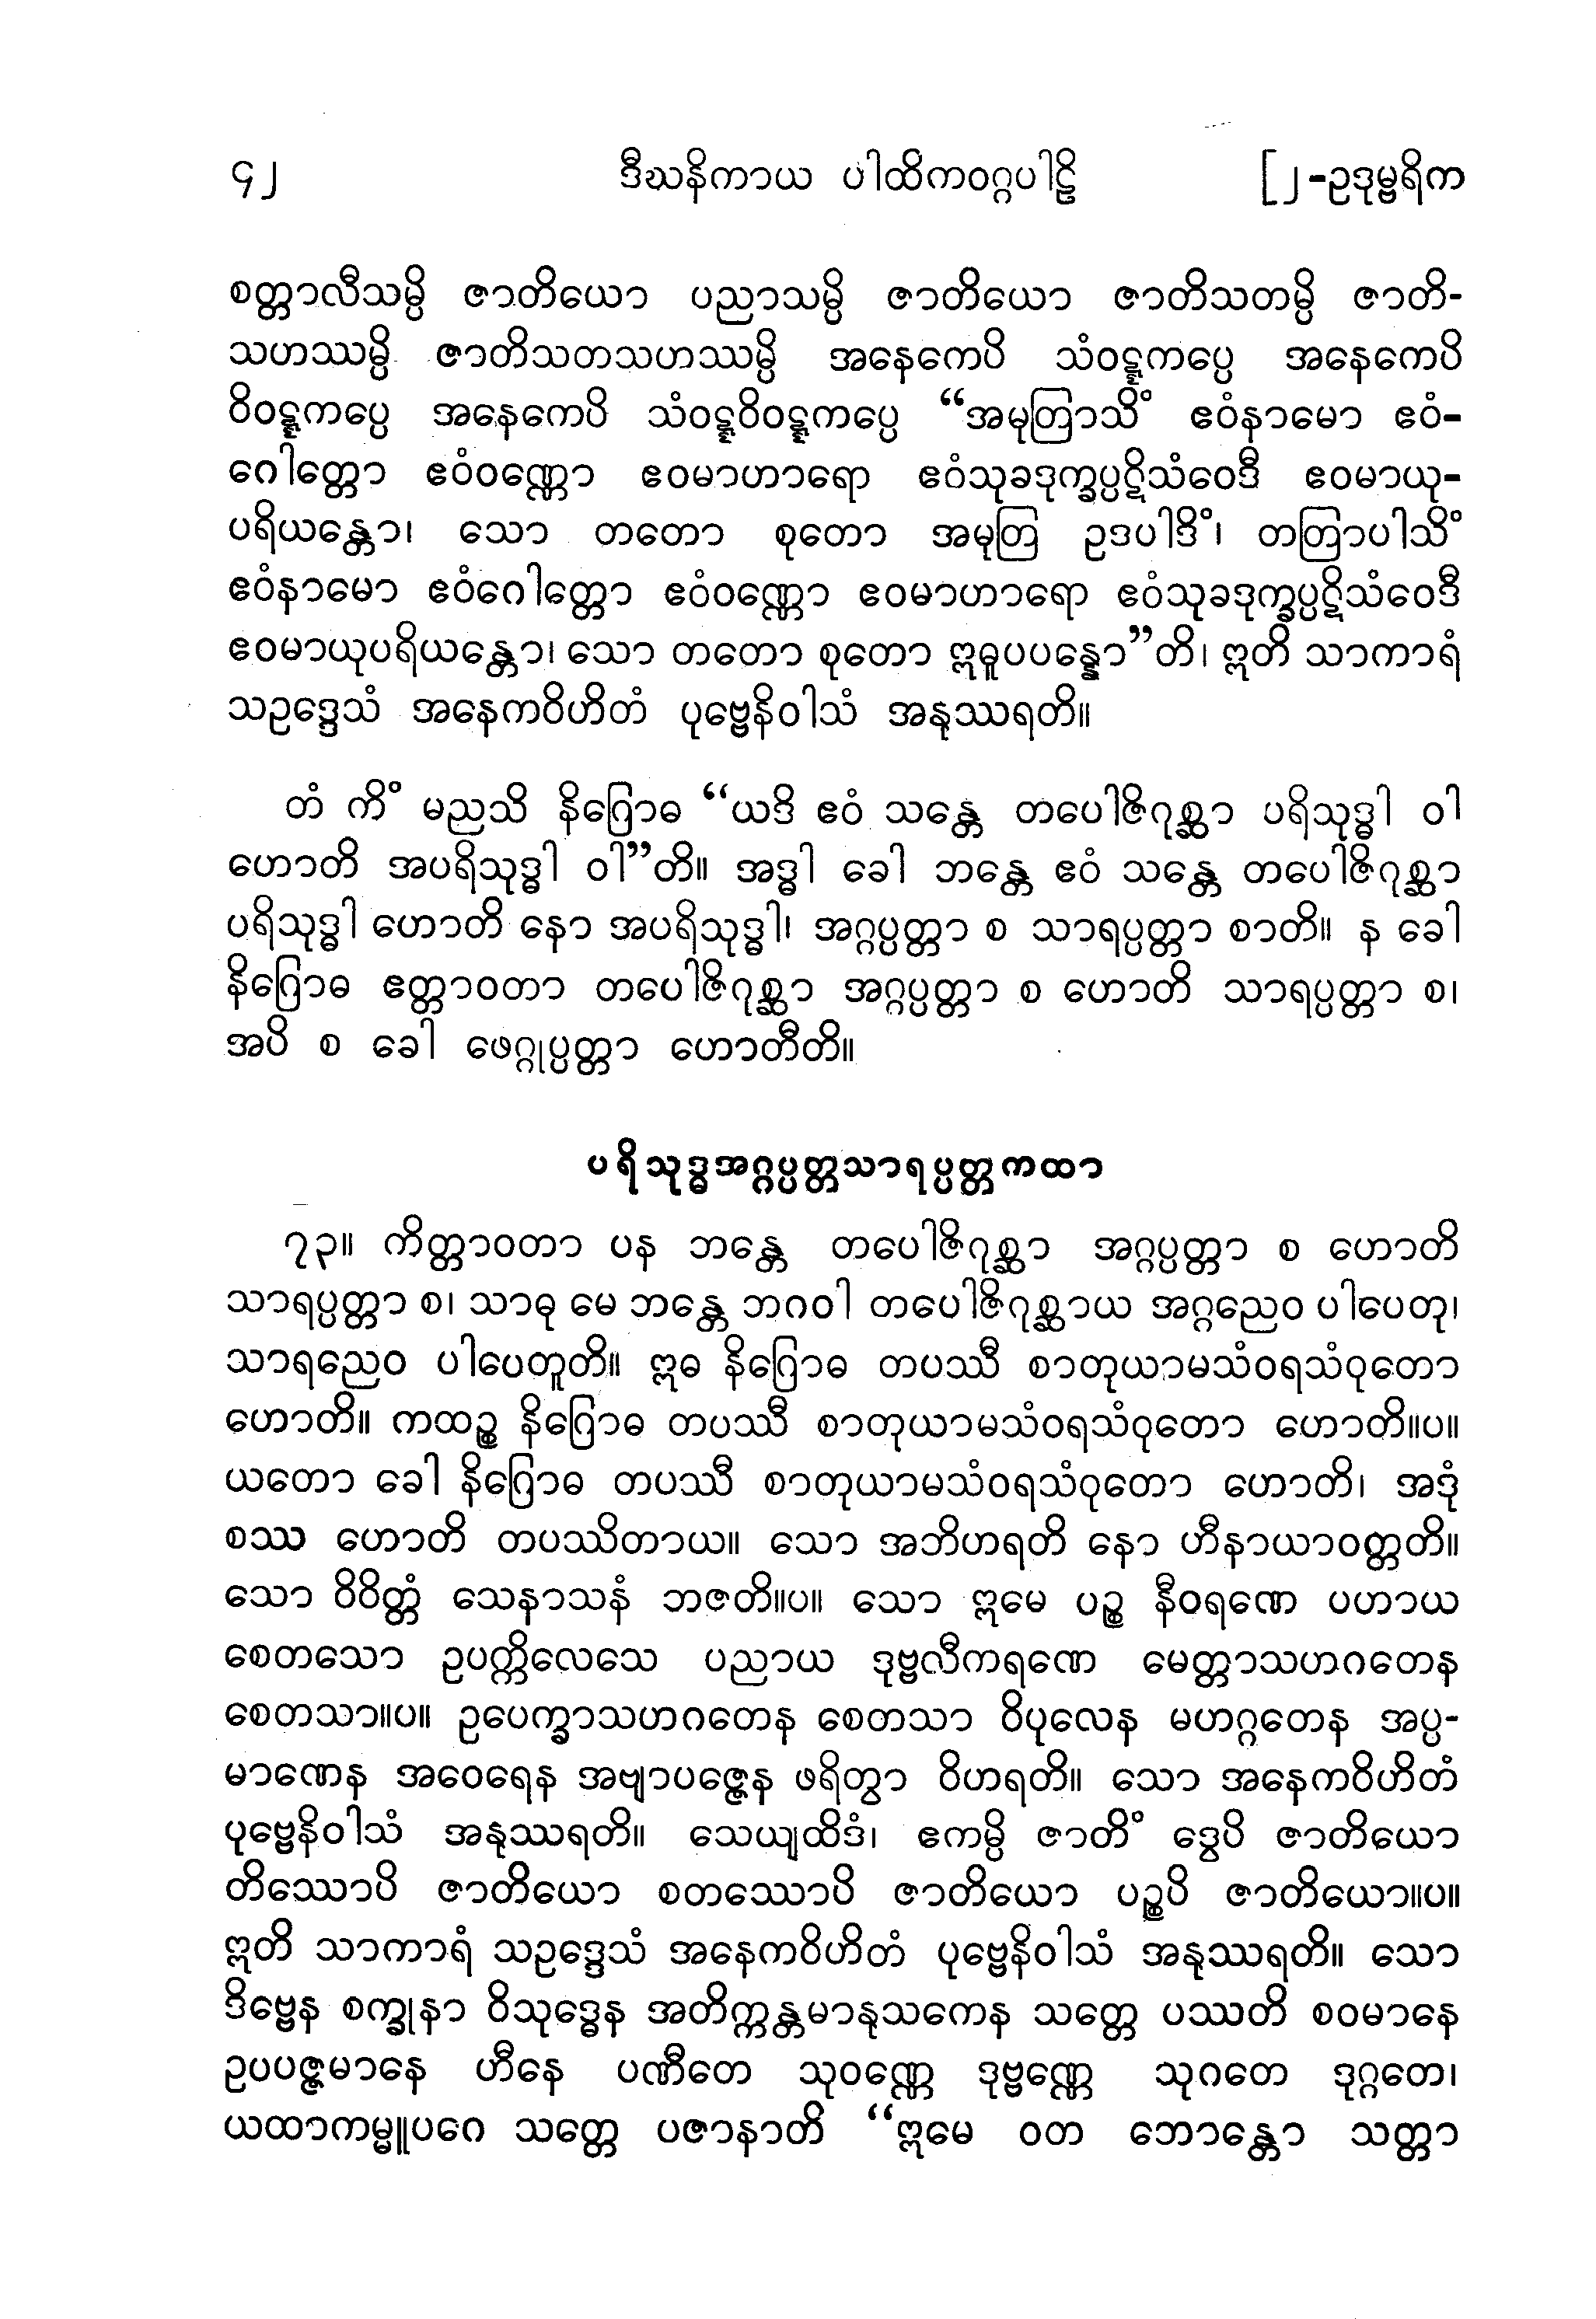 ၄၂ ဒီဃနိကာယ ပါထိကဝဂ္ဂပါဠိ [၂-ဥဒုမ္ဗရိက
စတ္တာလီသမ္ပိ ဇာတိယော ပညာသမ္ပိ ဇာတိယော ဇာတိသတမ္ပိ ဇာတိ-
သဟဿမ္ပိ ဇာတိသတသဟဿမ္ပိ အနေကေပိ သံဝဋ္ဋကပ္ပေ အနေကေပိ
ဝိဝဋ္ဋကပ္ပေ အနေကေပိ သံဝဋ္ဋဝိဝဋ္ဋကပ္ပေ “အမုတြာသိံ ဧဝံနာမော ဧဝံ-
ဂေါတ္တော ဧဝံဝဏ္ဏော ဧဝမာဟာရော ဧဝံသုခဒုက္ခပ္ပဋိသံဝေဒီ ဧဝမာယု-
ပရိယန္တော၊ သော တတော စုတော အမုတြ ဥဒပါဒိံ၊ တတြာပါသိံ
ဧဝံနာမော ဧဝံဂေါတ္တော ဧဝံဝဏ္ဏော ဧဝမာဟာရော ဧဝံသုခဒုက္ခပ္ပဋိသံဝေဒီ
ဧဝမာယုပရိယန္တော၊ သော တတော စုတော ဣဓူပပန္နော”တိ၊ ဣတိ သာကာရံ
သဥဒ္ဒေသံ အနေကဝိဟိတံ ပုဗ္ဗေနိဝါသံ အနုဿရတိ။
တံ ကိံ မညသိ နိဂြောဓ “ယဒိ ဧဝံ သန္တေ တပေါဇိဂုစ္ဆာ ပရိသုဒ္ဓါ ဝါ
ဟောတိ အပရိသုဒ္ဓါ ဝါ”တိ။ အဒ္ဓါ ခေါ ဘန္တေ ဧဝံ သန္တေ တပေါဇိဂုစ္ဆာ
ပရိသုဒ္ဓါ ဟောတိ နော အပရိသုဒ္ဓါ၊ အဂ္ဂပ္ပတ္တာ စ သာရပ္ပတ္တာ စာတိ။ န ခေါ
နိဂြောဓ ဧတ္တာဝတာ တပေါဇိဂုစ္ဆာ အဂ္ဂပ္ပတ္တာ စ ဟောတိ သာရပ္ပတ္တာ စ၊
အပိ စ ခေါ ဖေဂ္ဂုပ္ပတ္တာ ဟောတီတိ။
ပရိသုဒ္ဓအဂ္ဂပ္ပတ္တသာရပ္ပတ္တကထာ
၇၃။ ကိတ္တာဝတာ ပန ဘန္တေ တပေါဇိဂုစ္ဆာ အဂ္ဂပ္ပတ္တာ စ ဟောတိ
သာရပ္ပတ္တာ စ၊ သာဓု မေ ဘန္တေ ဘဂဝါ တပေါဇိဂုစ္ဆာယ အဂ္ဂညေဝ ပါပေတု၊
သာရညေဝ ပါပေတူတိ။ ဣဓ နိဂြောဓ တပဿီ စာတုယာမသံဝရသံဝုတော
ဟောတိ။ ကထဉ္စ နိဂြောဓ တပဿီ စာတုယာမသံဝရသံဝုတော ဟောတိ။ပ။
ယတော ခေါ နိဂြောဓ တပဿီ စာတုယာမသံဝရသံဝုတော ဟောတိ၊ အဒုံ
စဿ ဟောတိ တပဿိတာယ။ သော အဘိဟရတိ နော ဟီနာယာဝတ္တတိ။
သော ဝိဝိတ္တံ သေနာသနံ ဘဇတိ။ပ။ သော ဣမေ ပဉ္စ နီဝရဏေ ပဟာယ
စေတသော ဥပက္ကိလေသေ ပညာယ ဒုဗ္ဗလီကရဏေ မေတ္တာသဟဂတေန
စေတသာ။ပ။ ဥပေက္ခာသဟဂတေန စေတသာ ဝိပုလေန မဟဂ္ဂတေန အပ္ပ-
မာဏေန အဝေရေန အဗျာပဇ္ဇေန ဖရိတွာ ဝိဟရတိ။ သော အနေကဝိဟိတံ
ပုဗ္ဗေနိဝါသံ အနုဿရတိ။ သေယျထိဒံ၊ ဧကမ္ပိ ဇာတိံ ဒွေပိ ဇာတိယော
တိဿောပိ ဇာတိယော စတဿောပိ ဇာတိယော ပဉ္စပိ ဇာတိယော။ပ။
ဣတိ သာကာရံ သဥဒ္ဒေသံ အနေကဝိဟိတံ ပုဗ္ဗေနိဝါသံ အနုဿရတိ။ သော
ဒိဗ္ဗေန စက္ခုနာ ဝိသုဒ္ဓေန အတိက္ကန္တမာနုသကေန သတ္တေ ပဿတိ စဝမာနေ
ဥပပဇ္ဇမာနေ ဟီနေ ပဏီတေ သုဝဏ္ဏေ ဒုဗ္ဗဏ္ဏေ သုဂတေ ဒုဂ္ဂတေ၊
ယထာကမ္မူပဂေ သတ္တေ ပဇာနာတိ “ဣမေ ဝတ ဘောန္တော သတ္တာ